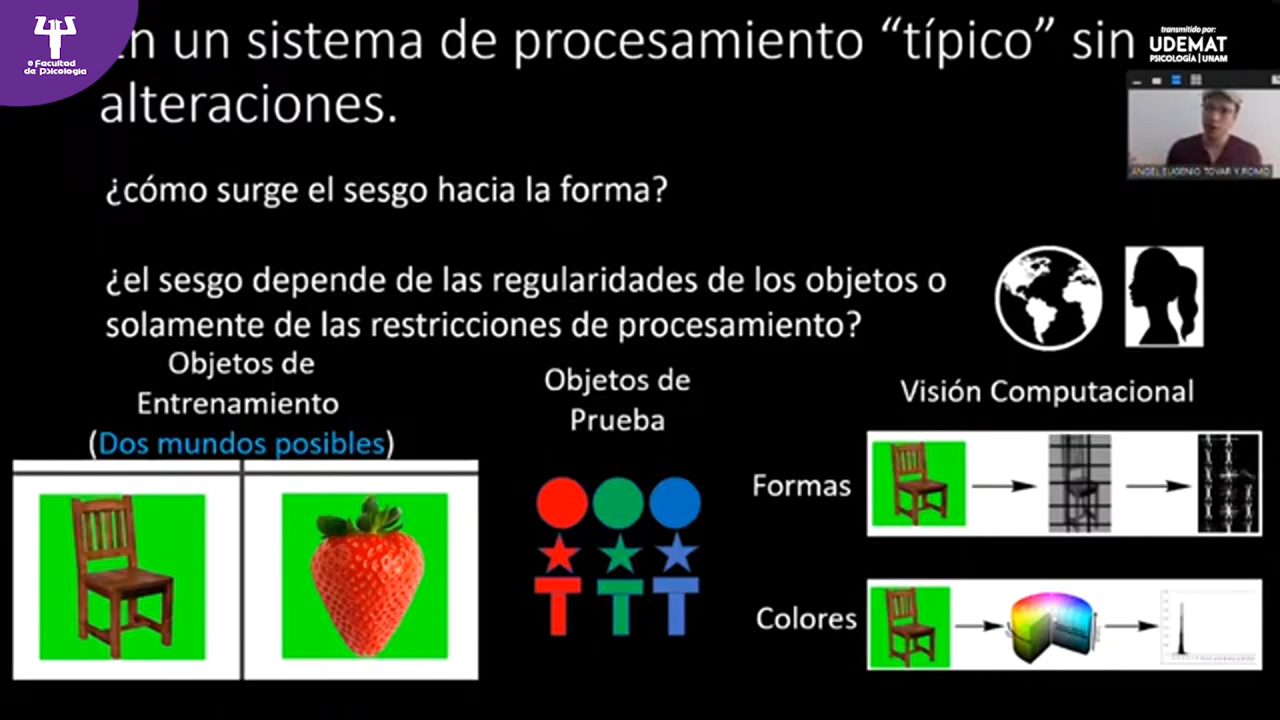 En un sistema de procesamiento “típico” sin
alteraciones.
Facultad
de Psicología
transmitido por:
UDEMAT
PSICOLOGÍA | UNAM
ANGEL EUGENIO TOVAR Y ROMO
¿cómo surge el sesgo hacia la forma?
¿el sesgo depende de las regularidades de los objetos o
solamente de las restricciones de procesamiento?
Objetos de
Entrenamiento
(Dos mundos posibles)
Objetos de
Prueba
Visión Computacional
Formas
Colores